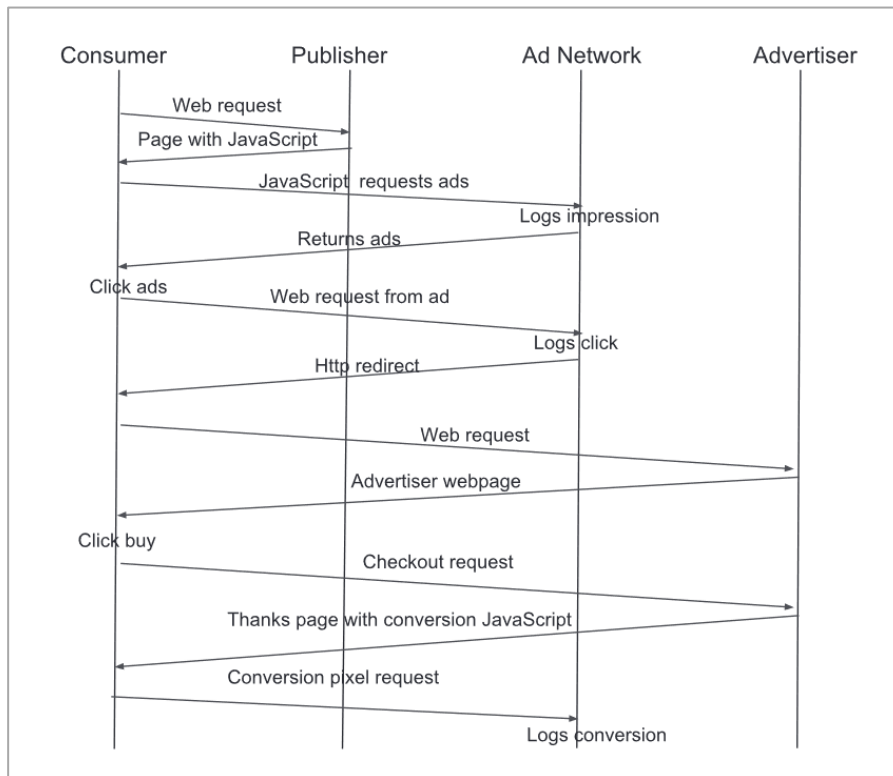 Consumer Publisher Ad Network Advertiser
Web request
Page with JavaScript
JavaScript requests ads
Logs impression
Returns ads
Click ads
Web request from ad
Logs click
Http redirect
Web request
Advertiser webpage
Click buy
Checkout request
Thanks page with conversion JavaScript
Conversion pixel request
Logs conversion